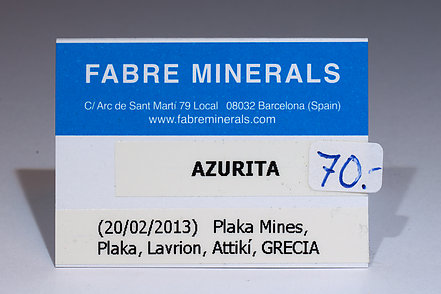 FABRE MINERALS
C/ Arc de Sant Martí 79 Local   08032 Barcelona (Spain)
www.fabreminerals.com
AZURITA
70.-
(20/02/2013)   Plaka Mines,
Plaka, Lavrion, Attikí, GRECIA